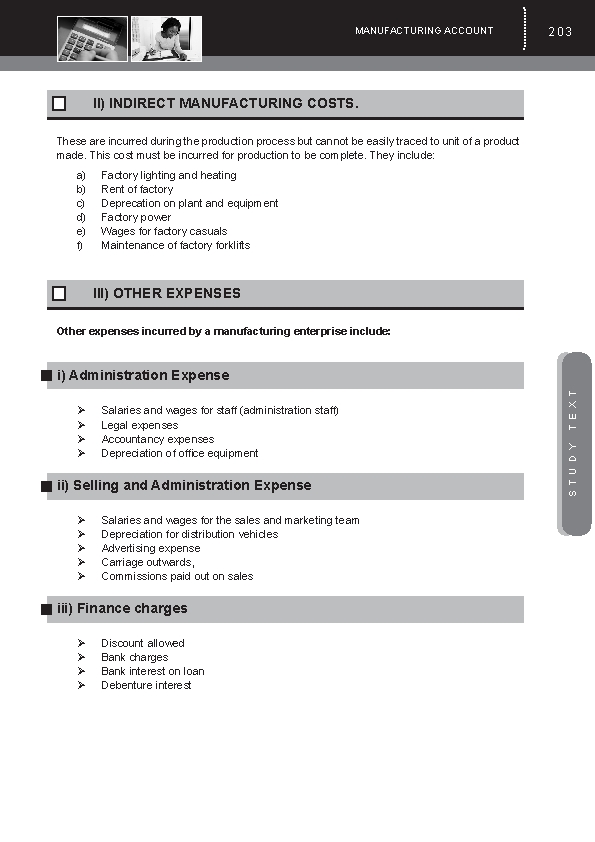 MANUFACTURING ACCOUNT 203
II) INDIRECT MANUFACTURING COSTS.
These are incurred during the production process but cannot be easily traced to unit of a product
made. This cost must be incurred for production to be complete. They include:
a) Factory lighting and heating
b) Rent of factory
c) Deprecation on plant and equipment
d) Factory power
e) Wages for factory casuals
f) Maintenance of factory forklifts
III) OTHER EXPENSES
Other expenses incurred by a manufacturing enterprise include:
i) Administration Expense
➢ Salaries and wages for staff (administration staff)
➢ Legal expenses
➢ Accountancy expenses
➢ Depreciation of office equipment
ii) Selling and Administration Expense
➢ Salaries and wages for the sales and marketing team
➢ Depreciation for distribution vehicles
➢ Advertising expense
➢ Carriage outwards,
➢ Commissions paid out on sales
iii) Finance charges
➢ Discount allowed
➢ Bank charges
➢ Bank interest on loan
➢ Debenture interest
STUDY TEXT